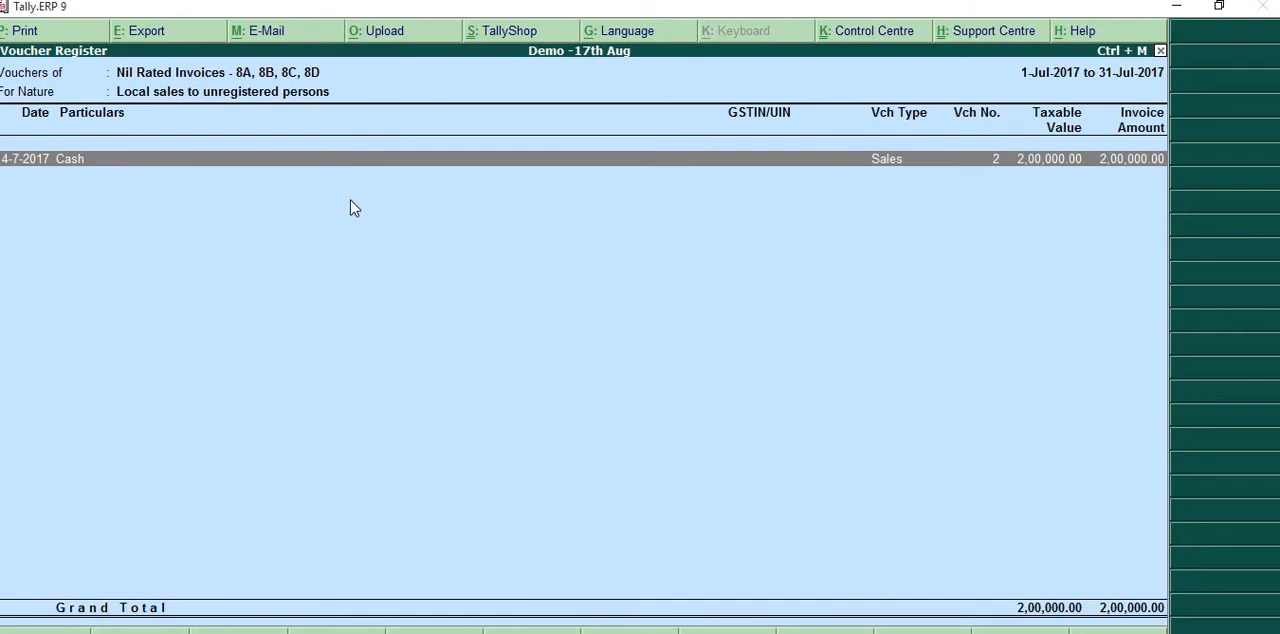 Tally.ERP 9
P: Print E: Export M: E-Mail O: Upload S: TallyShop G: Language K: Keyboard K: Control Centre H: Support Centre H: Help
Voucher Register Demo -17th Aug Ctrl + M
Vouchers of : Nil Rated Invoices - 8A, 8B, 8C, 8D 1-Jul-2017 to 31-Jul-2017
For Nature : Local sales to unregistered persons
Date Particulars GSTIN/UIN Vch Type Vch No. Taxable Invoice
Value Amount
4-7-2017 Cash Sales 2 2,00,000.00 2,00,000.00
Grand Total 2,00,000.00 2,00,000.00